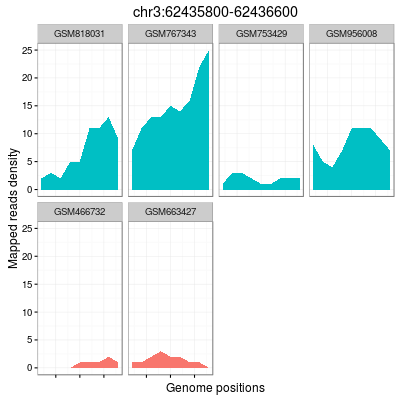 chr3:62435800-62436600
GSM818031 GSM767343 GSM753429 GSM956008
25
20
15
10
5
0
GSM466732 GSM663427
25
20
15
10
5
0
Mapped reads density
Genome positions